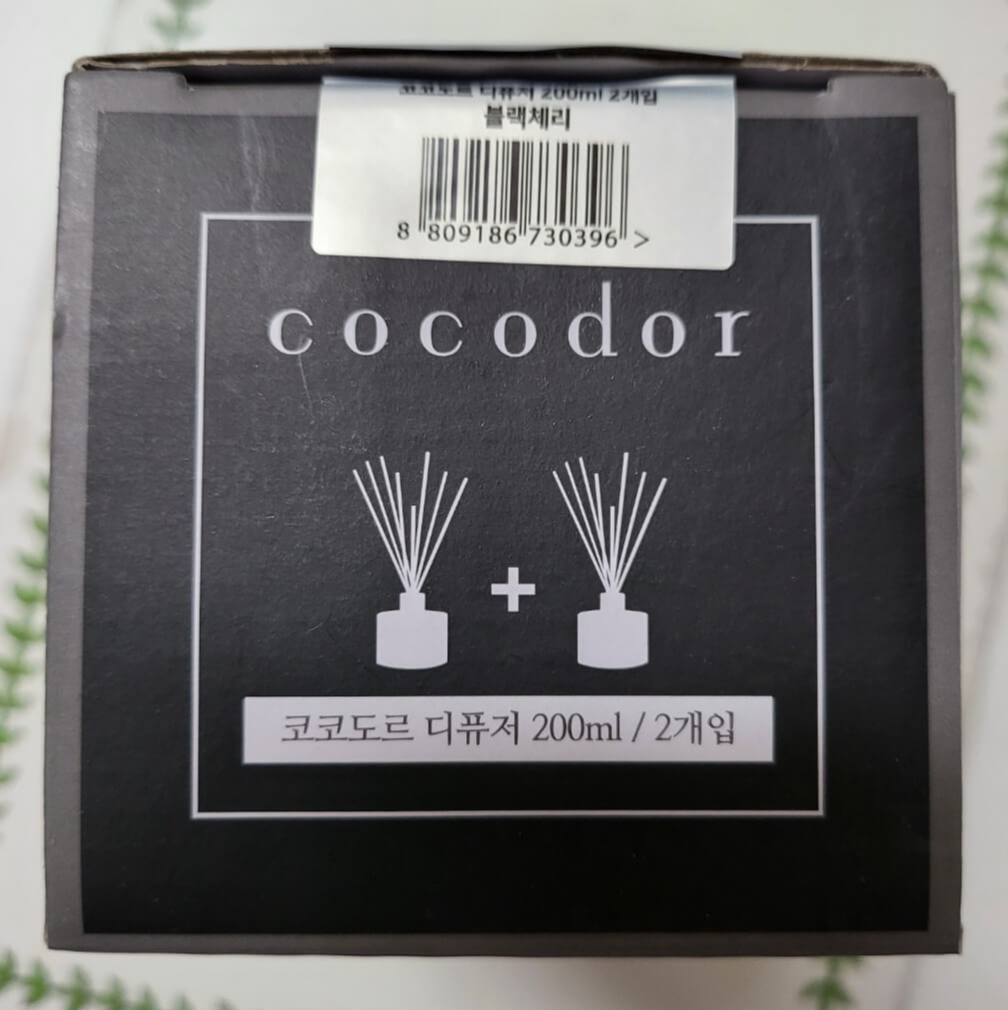 코코도르 디퓨저 200ml 2개입
블랙체리
8 809186 730396 >
cocodor
+
코코도르 디퓨저 200ml / 2개입